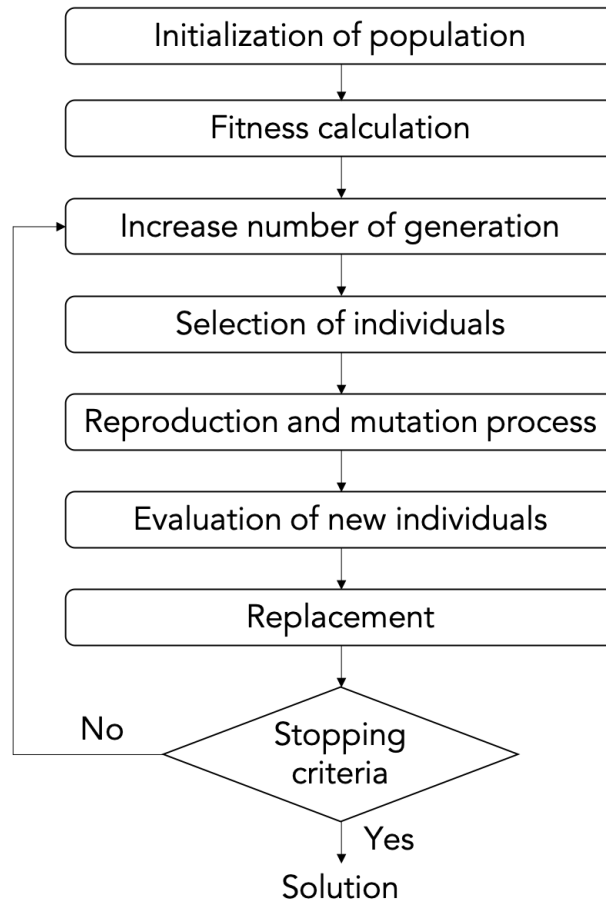 Initialization of population
Fitness calculation
Increase number of generation
Selection of individuals
Reproduction and mutation process
Evaluation of new individuals
Replacement
No
Stopping
criteria
Yes
Solution